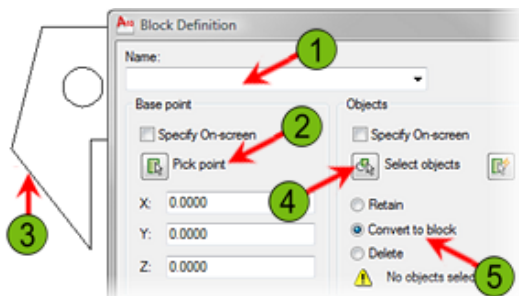 Block Definition
Name:
1
Base point
Objects
Specify On-screen
2
Specify On-screen
Pick point
Select objects
3
4
X: 0.0000
Retain
Y: 0.0000
Convert to block
Z: 0.0000
Delete
5
No objects selec